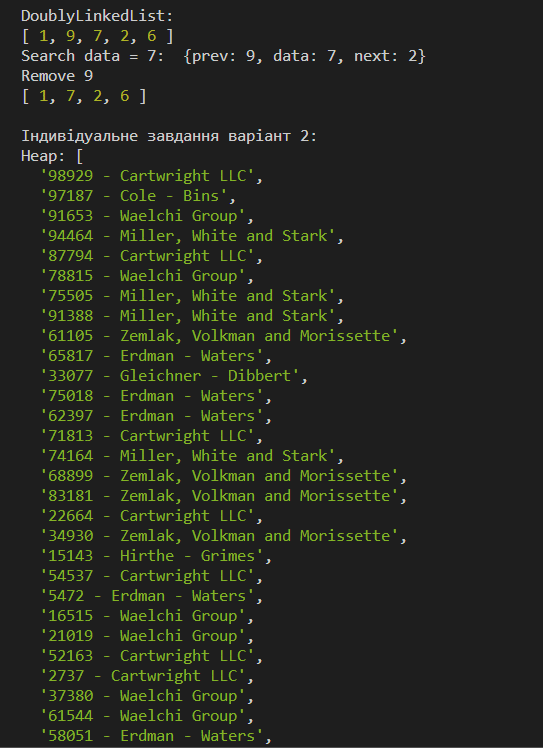 DoublyLinkedList:
[ 1, 9, 7, 2, 6 ]
Search data = 7:  {prev: 9, data: 7, next: 2}
Remove 9
[ 1, 7, 2, 6 ]

Індивідуальне завдання варіант 2:
Heap: [
  '98929 - Cartwright LLC',
  '97187 - Cole - Bins',
  '91653 - Waelchi Group',
  '94464 - Miller, White and Stark',
  '87794 - Cartwright LLC',
  '78815 - Waelchi Group',
  '75505 - Miller, White and Stark',
  '91388 - Miller, White and Stark',
  '61105 - Zemlak, Volkman and Morissette',
  '65817 - Erdman - Waters',
  '33077 - Gleichner - Dibbert',
  '75018 - Erdman - Waters',
  '62397 - Erdman - Waters',
  '71813 - Cartwright LLC',
  '74164 - Miller, White and Stark',
  '68899 - Zemlak, Volkman and Morissette',
  '83181 - Zemlak, Volkman and Morissette',
  '22664 - Cartwright LLC',
  '34930 - Zemlak, Volkman and Morissette',
  '15143 - Hirthe - Grimes',
  '54537 - Cartwright LLC',
  '5472 - Erdman - Waters',
  '16515 - Waelchi Group',
  '21019 - Waelchi Group',
  '52163 - Cartwright LLC',
  '2737 - Cartwright LLC',
  '37380 - Waelchi Group',
  '61544 - Waelchi Group',
  '58051 - Erdman - Waters',